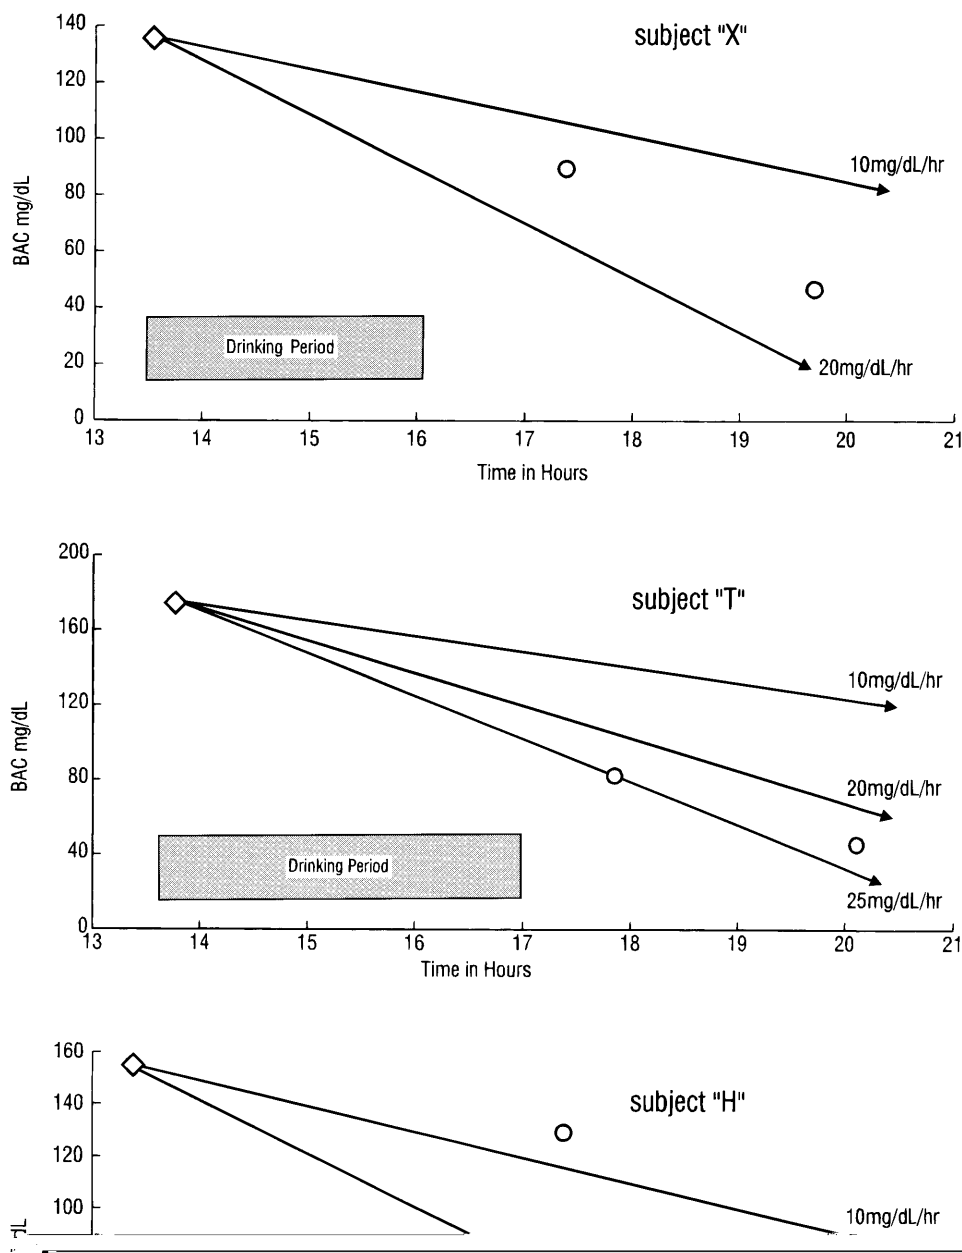 140
subject "X"
120
100
10mg/dL/hr
80
BAC mg/dL
60
40
Drinking Period
20
20mg/dL/hr
0
13 14 15 16 17 18 19 20 21
Time in Hours
200
subject "T"
160
10mg/dL/hr
120
BAC mg/dL
80
20mg/dL/hr
40
Drinking Period
25mg/dL/hr
0
13 14 15 16 17 18 19 20 21
Time in Hours
160
subject "H"
140
120
100
10mg/dL/hr